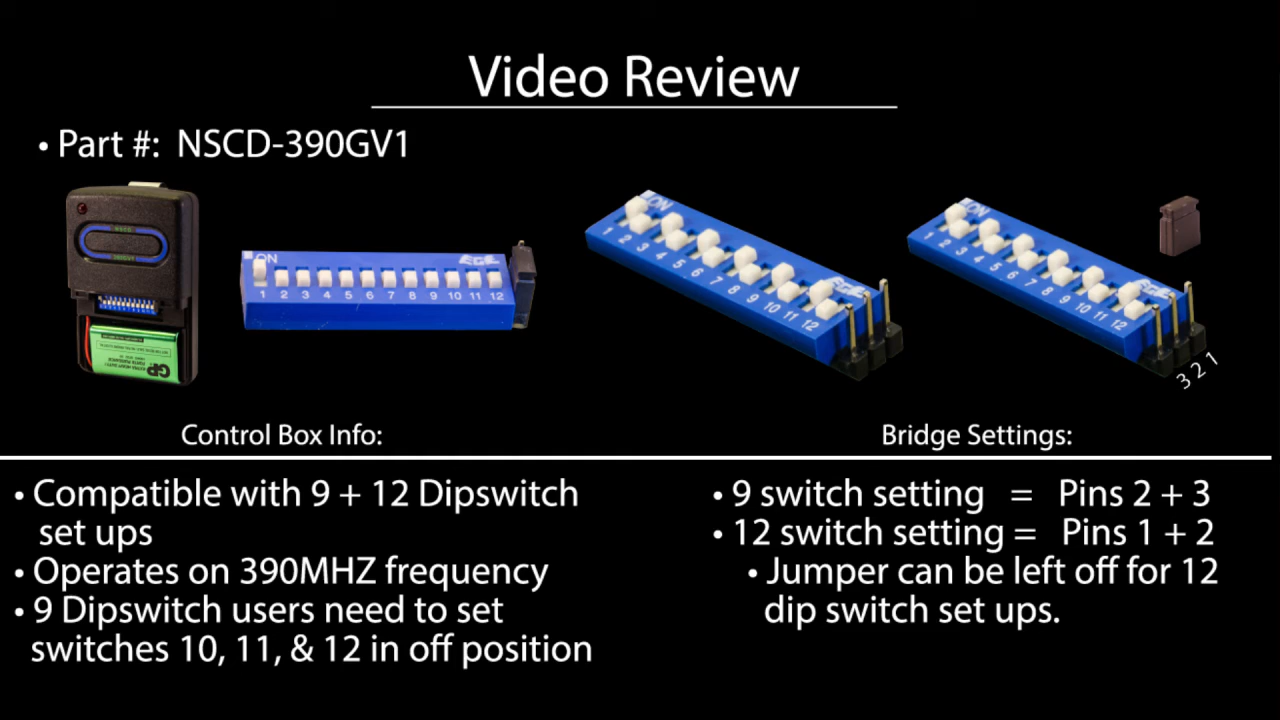 Video Review
• Part #: NSCD-390GV1
ON
EGE
1 2 3 4 5 6 7 8 9 10 11 12
ON
EGE
1 2 3 4 5 6 7 8 9 10 11 12
ON
EGE
1 2 3 4 5 6 7 8 9 10 11 12
3 2 1
GP
Control Box Info:
Bridge Settings:
• Compatible with 9 + 12 Dipswitch
set ups
• Operates on 390MHZ frequency
• 9 Dipswitch users need to set
switches 10, 11, & 12 in off position
• 9 switch setting = Pins 2 + 3
• 12 switch setting = Pins 1 + 2
• Jumper can be left off for 12
dip switch set ups.